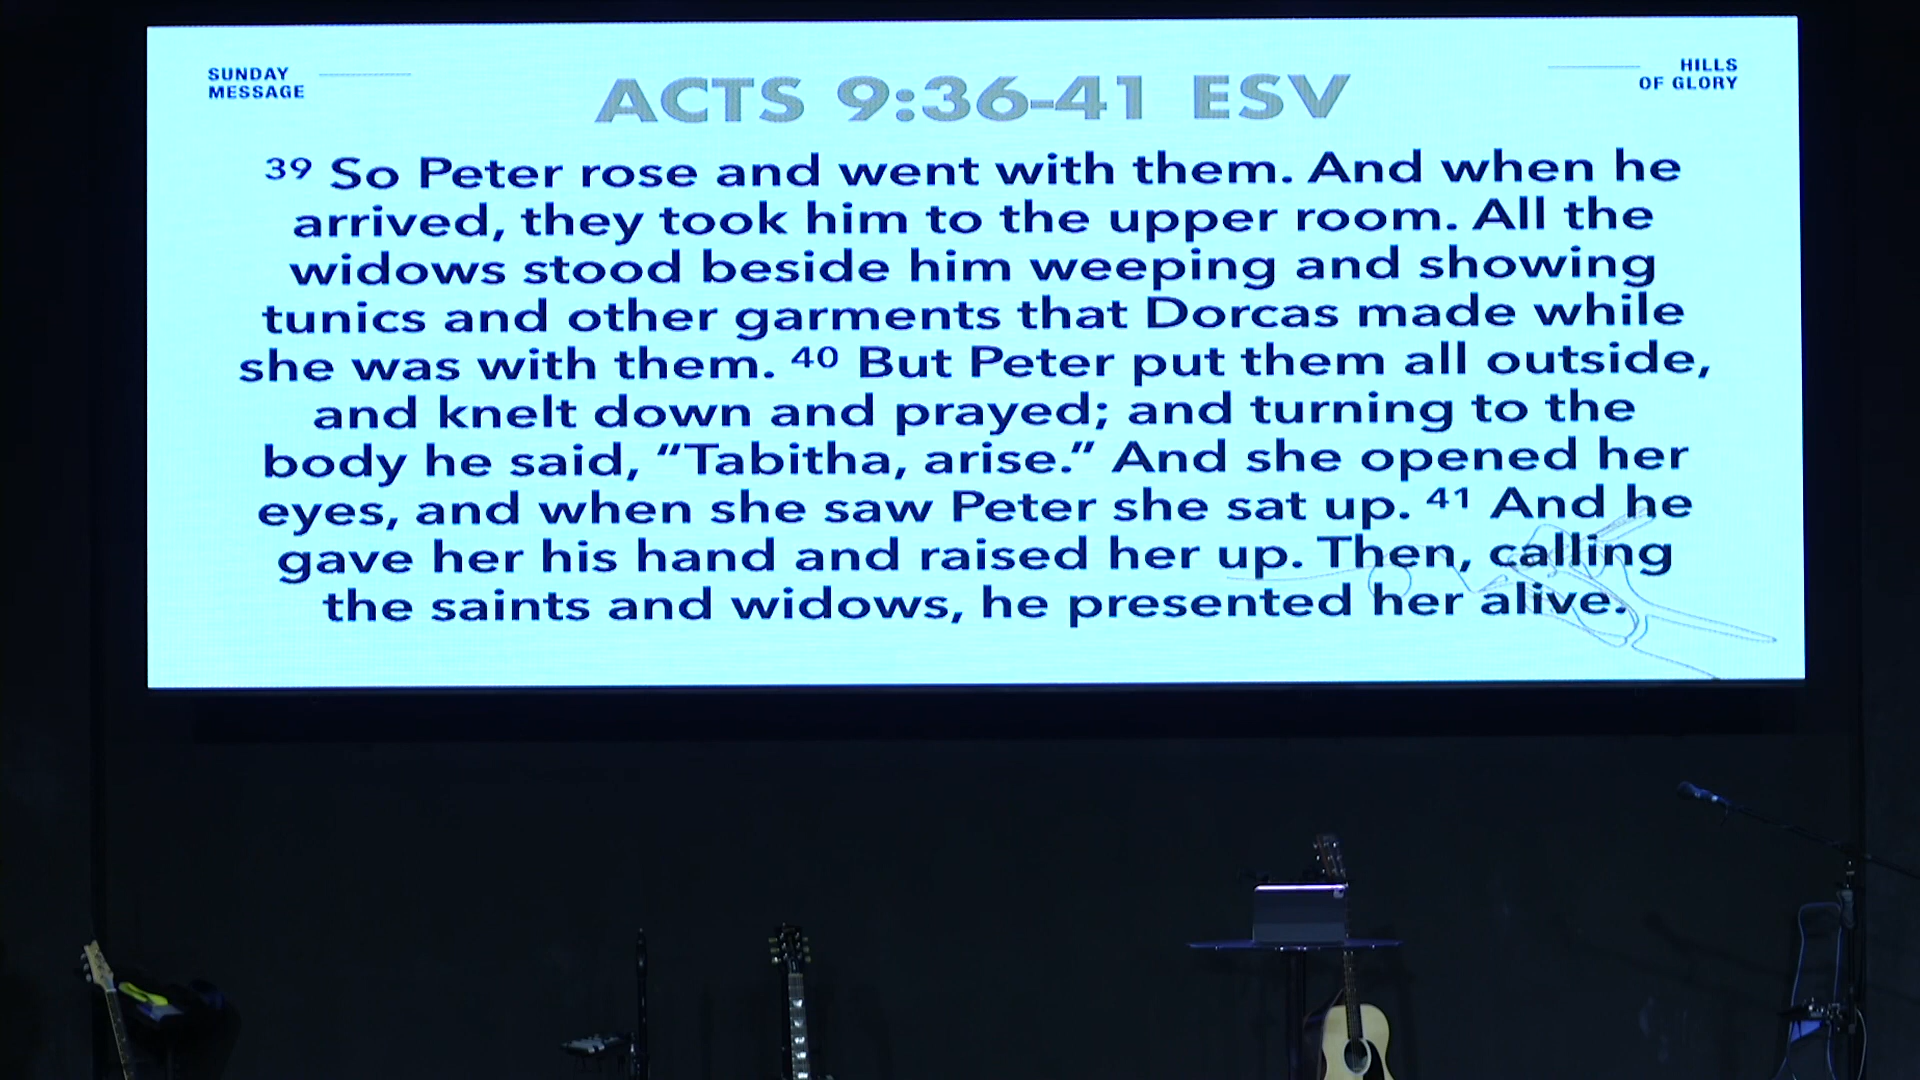 SUNDAY
MESSAGE
HILLS
OF GLORY
ACTS 9:36-41 ESV
39 So Peter rose and went with them. And when he
arrived, they took him to the upper room. All the
widows stood beside him weeping and showing
tunics and other garments that Dorcas made while
she was with them. 40 But Peter put them all outside,
and knelt down and prayed; and turning to the
body he said, “Tabitha, arise.” And she opened her
eyes, and when she saw Peter she sat up. 41 And he
gave her his hand and raised her up. Then, calling
the saints and widows, he presented her alive.